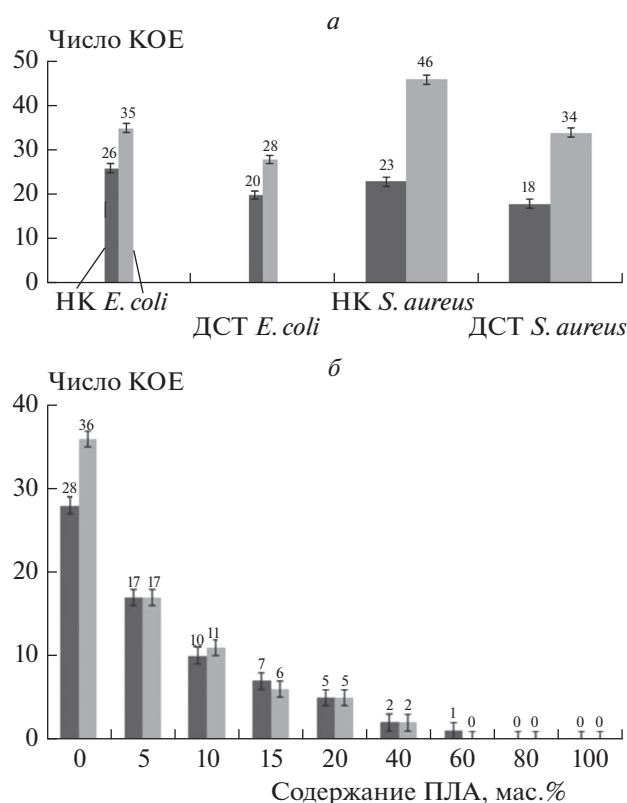 а
Число КОЕ
50
46
40
35
34
30
28
26
23
20
20
18
10
0
НК E. coli
НК S. aureus
ДСТ E. coli
ДСТ S. aureus
б
Число КОЕ
40
36
30
28
20
17 17
10 11
10
7 6
5 5
2 2
1 0 0 0 0 0
0
0 5 10 15 20 40 60 80 100
Содержание ПЛА, мас.%